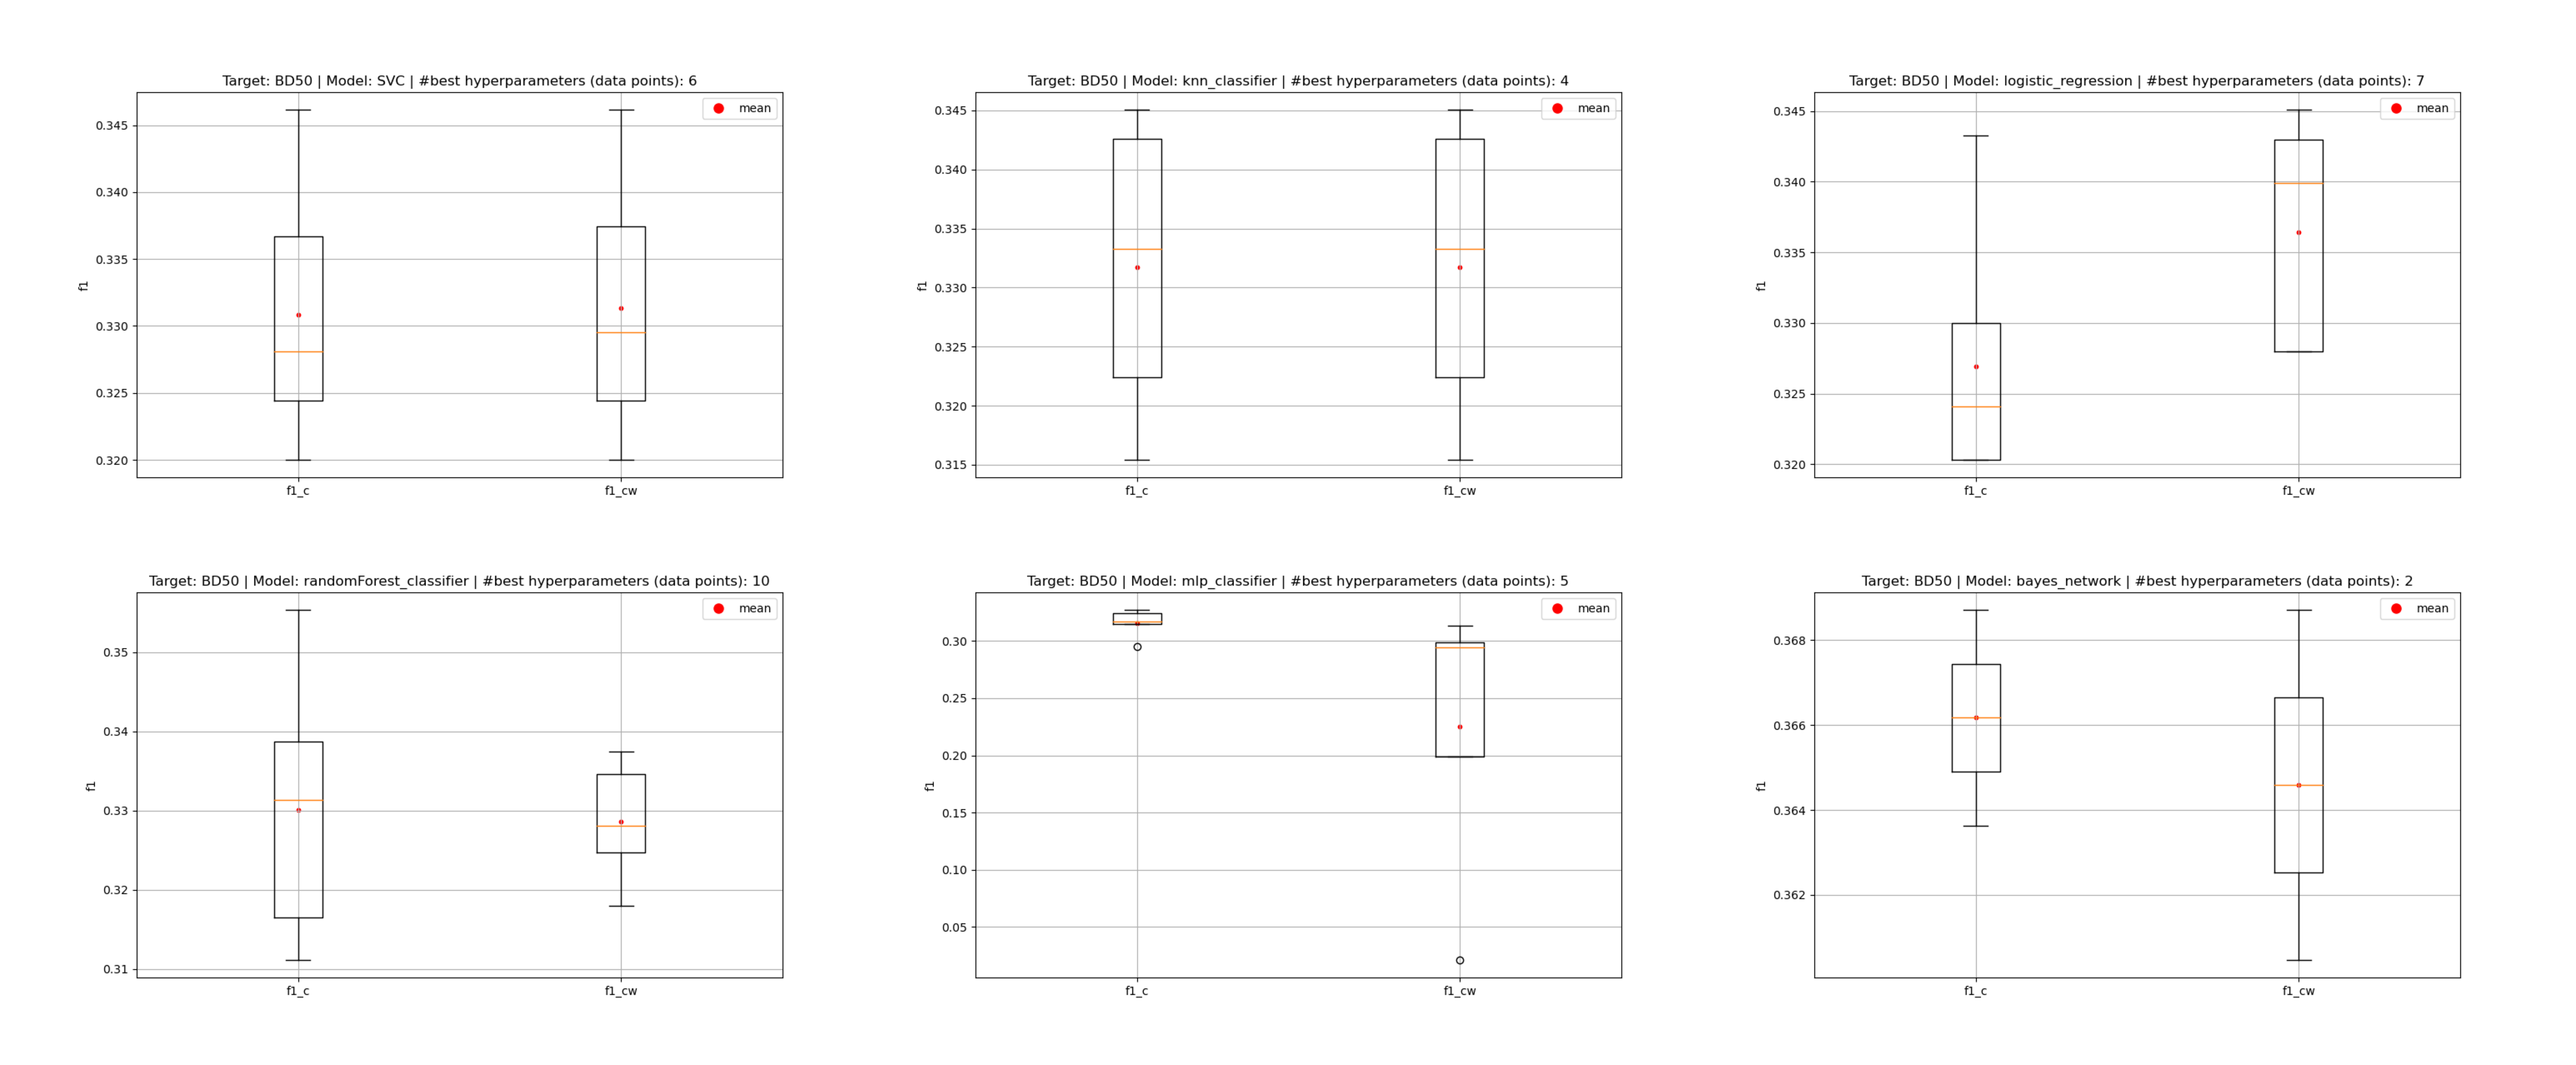 Target: BD50 | Model: SVC | #best hyperparameters (data points): 6
mean
0.345
0.340
0.335
0.330
0.325
0.320
f1
f1_c
f1_cw
Target: BD50 | Model: knn_classifier | #best hyperparameters (data points): 4
mean
0.345
0.340
0.335
0.330
0.325
0.320
0.315
f1
f1_c
f1_cw
Target: BD50 | Model: logistic_regression | #best hyperparameters (data points): 7
mean
0.345
0.340
0.335
0.330
0.325
0.320
f1
f1_c
f1_cw
Target: BD50 | Model: randomForest_classifier | #best hyperparameters (data points): 10
mean
0.35
0.34
0.33
0.32
0.31
f1
f1_c
f1_cw
Target: BD50 | Model: mlp_classifier | #best hyperparameters (data points): 5
mean
0.30
0.25
0.20
0.15
0.10
0.05
f1
f1_c
f1_cw
Target: BD50 | Model: bayes_network | #best hyperparameters (data points): 2
mean
0.368
0.366
0.364
0.362
f1
f1_c
f1_cw